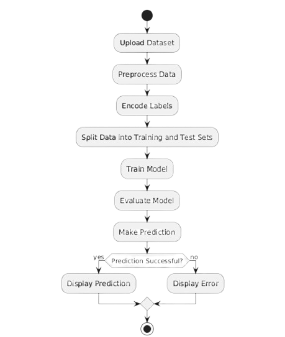 Upload Dataset
Preprocess Data
Encode Labels
Split Data into Training and Test Sets
Train Model
Evaluate Model
Make Prediction
yes
Prediction Successful?
no
Display Prediction
Display Error